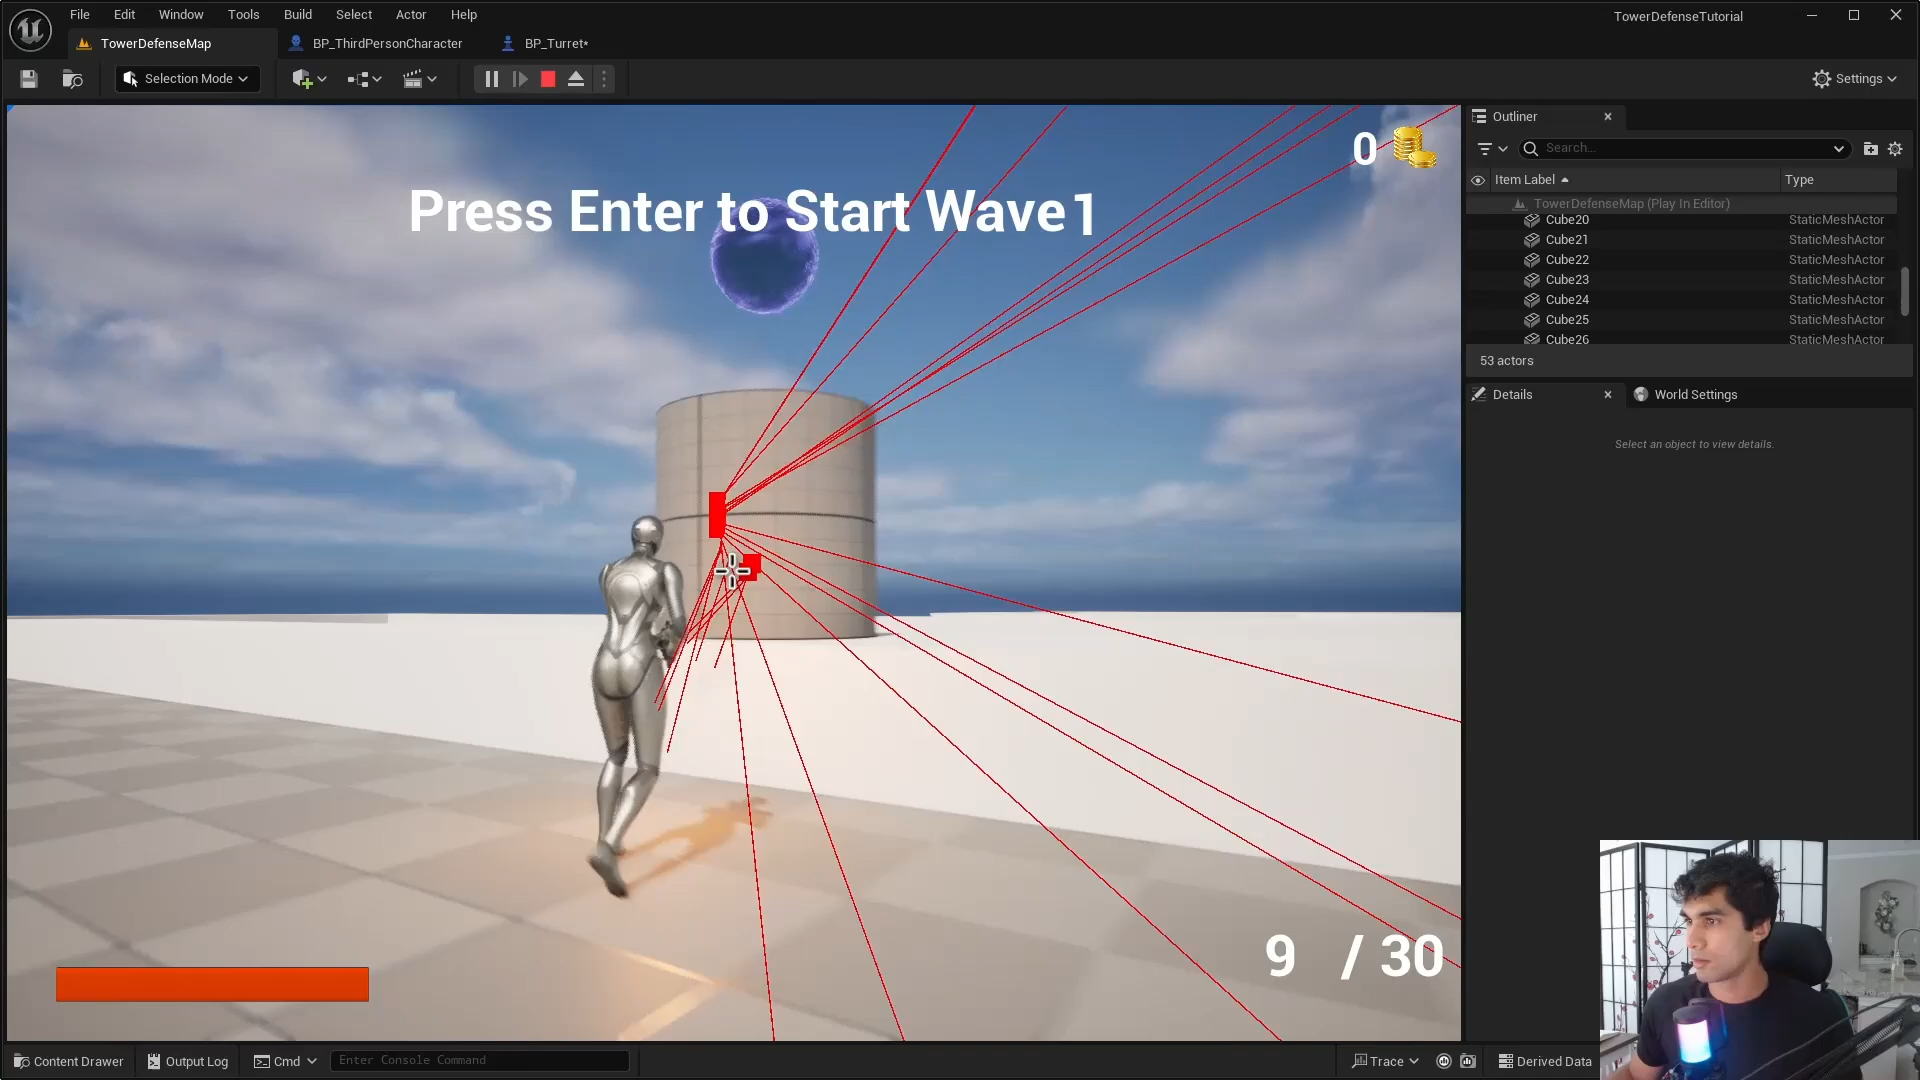 File Edit Window Tools Build Select Actor Help
TowerDefenseTutorial
TowerDefenseMap BP_ThirdPersonCharacter BP_Turret*
Selection Mode
Settings
Press Enter to Start Wave 1
0
9 / 30
Outliner
Search...
Item Label Type
TowerDefenseMap (Play In Editor)
Cube20 StaticMeshActor
Cube21 StaticMeshActor
Cube22 StaticMeshActor
Cube23 StaticMeshActor
Cube24 StaticMeshActor
Cube25 StaticMeshActor
Cube26 StaticMeshActor
53 actors
Details World Settings
Select an object to view details.
Content Drawer Output Log Cmd Enter Console Command Trace Derived Data